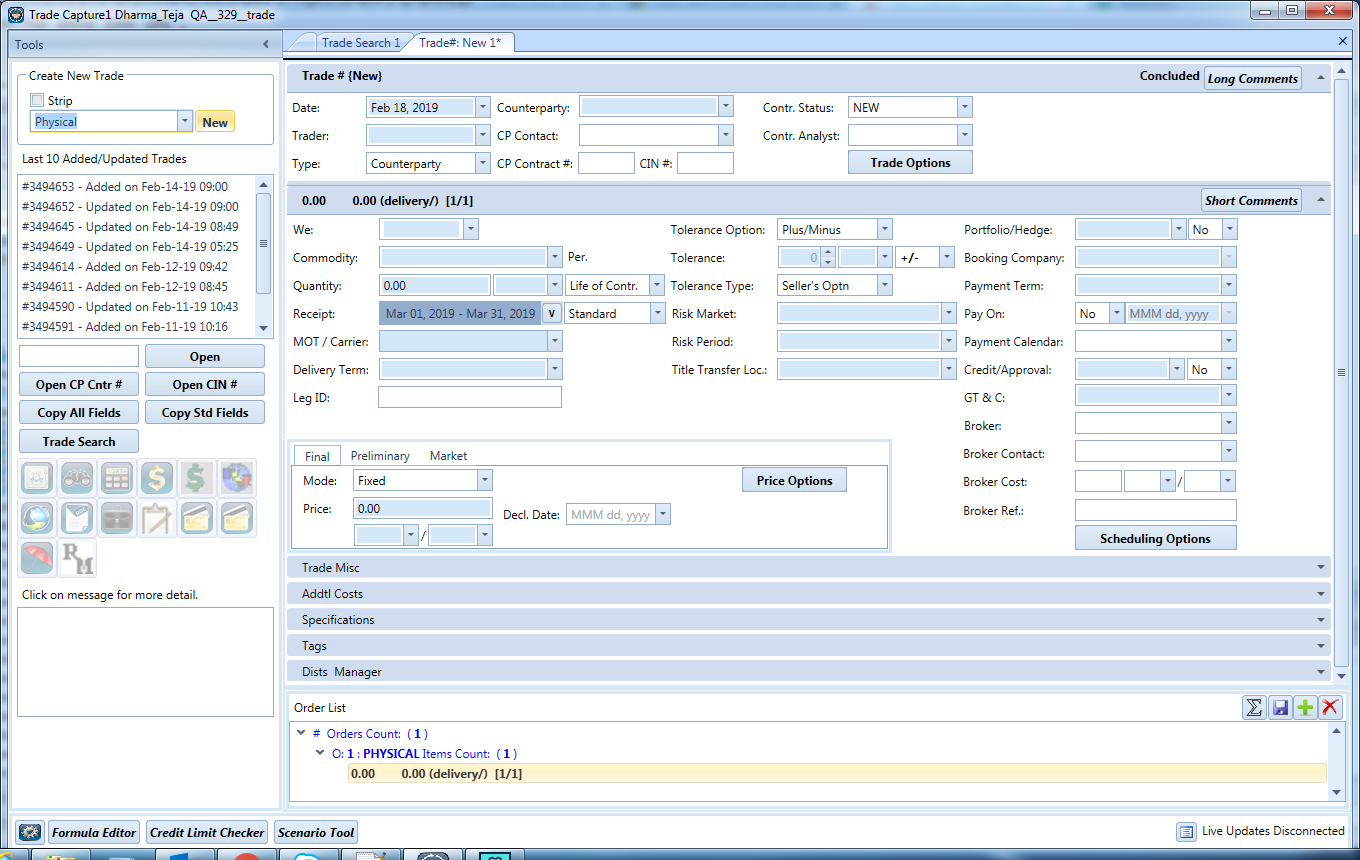 Trade Capture1 Dharma_Teja QA__329__trade
Tools
Create New Trade
Strip
Physical
New
Last 10 Added/Updated Trades
#3494653 - Added on Feb-14-19 09:00
#3494652 - Updated on Feb-14-19 09:00
#3494645 - Updated on Feb-14-19 08:49
#3494649 - Updated on Feb-14-19 05:25
#3494614 - Added on Feb-12-19 09:42
#3494611 - Added on Feb-12-19 08:45
#3494590 - Updated on Feb-11-19 10:43
#3494591 - Added on Feb-11-19 10:16
Open
Open CP Cntr # Open CIN #
Copy All Fields Copy Std Fields
Trade Search
RM
Click on message for more detail.
Trade Search 1 Trade#: New 1*
Trade # {New} Concluded Long Comments
Date: Feb 18, 2019 Counterparty: Contr. Status: NEW
Trader: CP Contact: Contr. Analyst:
Type: Counterparty CP Contract #: CIN #: Trade Options
0.00 0.00 (delivery/) [1/1] Short Comments
We: Tolerance Option: Plus/Minus Portfolio/Hedge: No
Commodity: Per. Tolerance: 0 +/- Booking Company:
Quantity: 0.00 Life of Contr. Tolerance Type: Seller's Optn Payment Term:
Receipt: Mar 01, 2019 - Mar 31, 2019 v Standard Risk Market: Pay On: No MMM dd, yyyy
MOT / Carrier: Risk Period: Payment Calendar:
Delivery Term: Title Transfer Loc.: Credit/Approval: No
Leg ID: GT & C:
Broker:
Broker Contact:
Broker Cost: /
Broker Ref.:
Scheduling Options
Final Preliminary Market
Mode: Fixed Price Options
Price: 0.00 Decl. Date: MMM dd, yyyy
/
Trade Misc
Addtl Costs
Specifications
Tags
Dists Manager
Order List
# Orders Count: ( 1 )
O: 1 : PHYSICAL Items Count: ( 1 )
0.00 0.00 (delivery/) [1/1]
Formula Editor Credit Limit Checker Scenario Tool Live Updates Disconnected